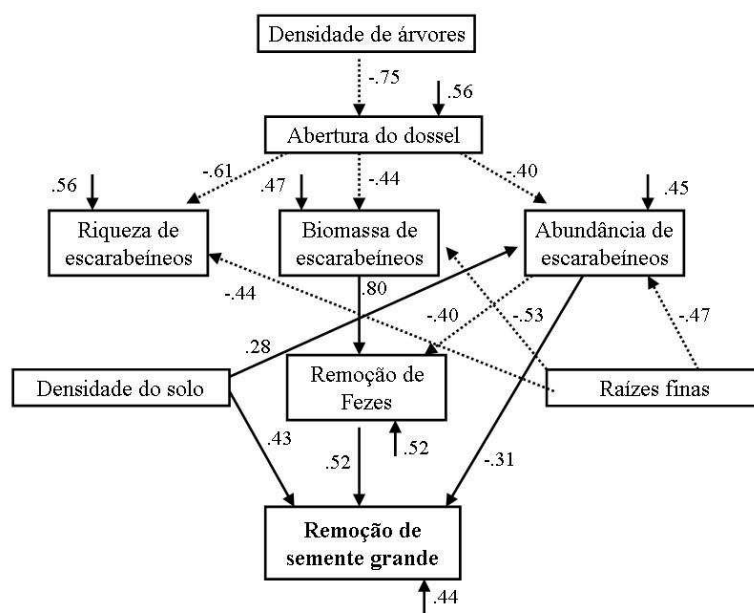 Densidade de árvores
-.75
.56
Abertura do dossel
-.61
-.44
-.40
.56
.47
.45
Riqueza de
escarabeíneos
Biomassa de
escarabeíneos
Abundância de
escarabeíneos
-.44
.80
-.40
-.53
-.47
.28
Densidade do solo
Remoção de
Fezes
Raízes finas
.43
.52
.52
-.31
Remoção de
semente grande
.44